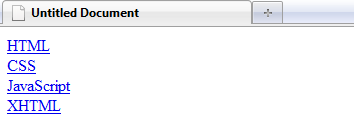 Untitled Document
HTML
CSS
JavaScript
XHTML